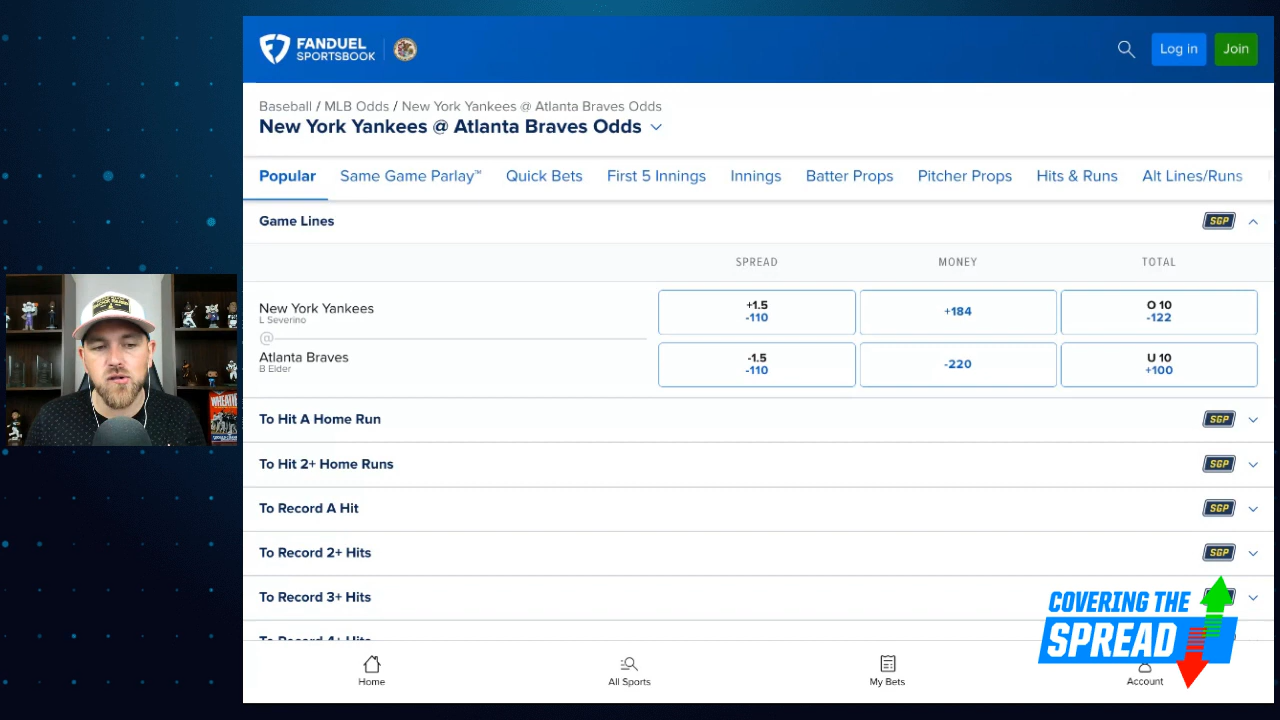 FANDUEL
SPORTSBOOK
Log in
Join
Baseball / MLB Odds / New York Yankees @ Atlanta Braves Odds
New York Yankees @ Atlanta Braves Odds
Popular Same Game Parlay™ Quick Bets First 5 Innings Innings Batter Props Pitcher Props Hits & Runs Alt Lines/Runs
Game Lines SGP
SPREAD MONEY TOTAL
New York Yankees
L Severino
+1.5
-110
+184
O 10
-122
@
Atlanta Braves
B Elder
-1.5
-110
-220
U 10
+100
To Hit A Home Run SGP
To Hit 2+ Home Runs SGP
To Record A Hit SGP
To Record 2+ Hits SGP
To Record 3+ Hits
To Record 4+ Hits
COVERING THE
SPREAD
Home All Sports My Bets Account